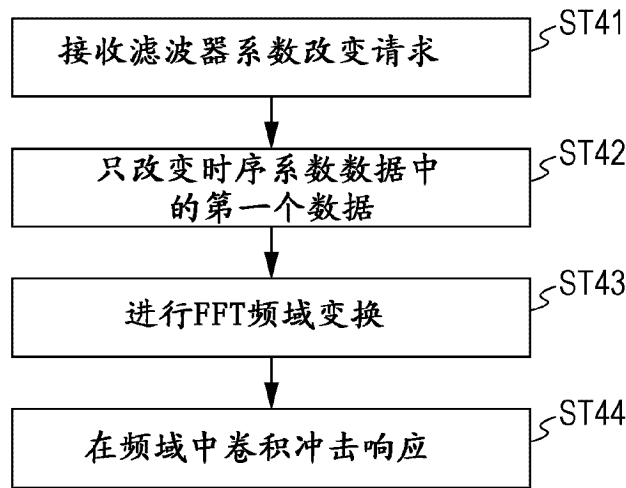 接收滤波器系数改变请求
ST41
只改变时序系数数据中
的第一个数据
ST42
进行FFT频域变换
ST43
在频域中卷积冲击响应
ST44